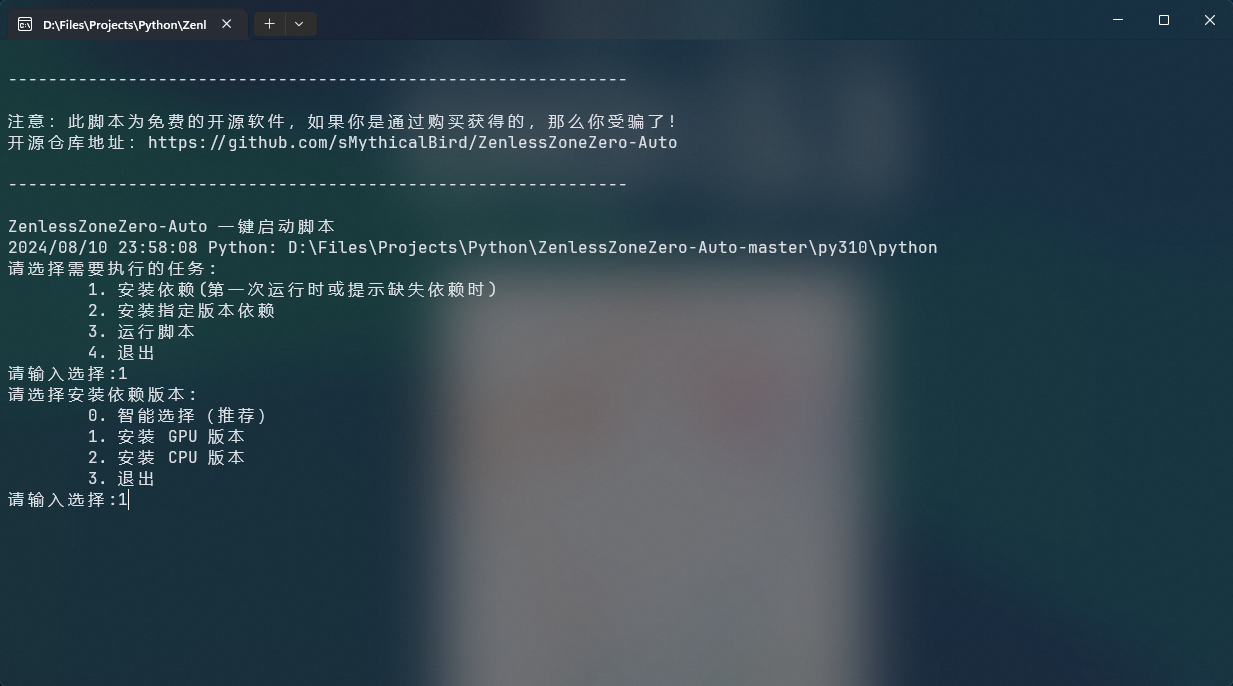 D:\Files\Projects\Python\Zenl
--------------------------------------------------------------
注意：此脚本为免费的开源软件，如果你是通过购买获得的，那么你受骗了！
开源仓库地址：https://github.com/sMythicalBird/ZenlessZoneZero-Auto
--------------------------------------------------------------
ZenlessZoneZero-Auto 一键启动脚本
2024/08/10 23:58:08 Python: D:\Files\Projects\Python\ZenlessZoneZero-Auto-master\py310\python
请选择需要执行的任务：
1. 安装依赖(第一次运行时或提示缺失依赖时)
2. 安装指定版本依赖
3. 运行脚本
4. 退出
请输入选择:1
请选择安装依赖版本：
0. 智能选择（推荐）
1. 安装 GPU 版本
2. 安装 CPU 版本
3. 退出
请输入选择:1